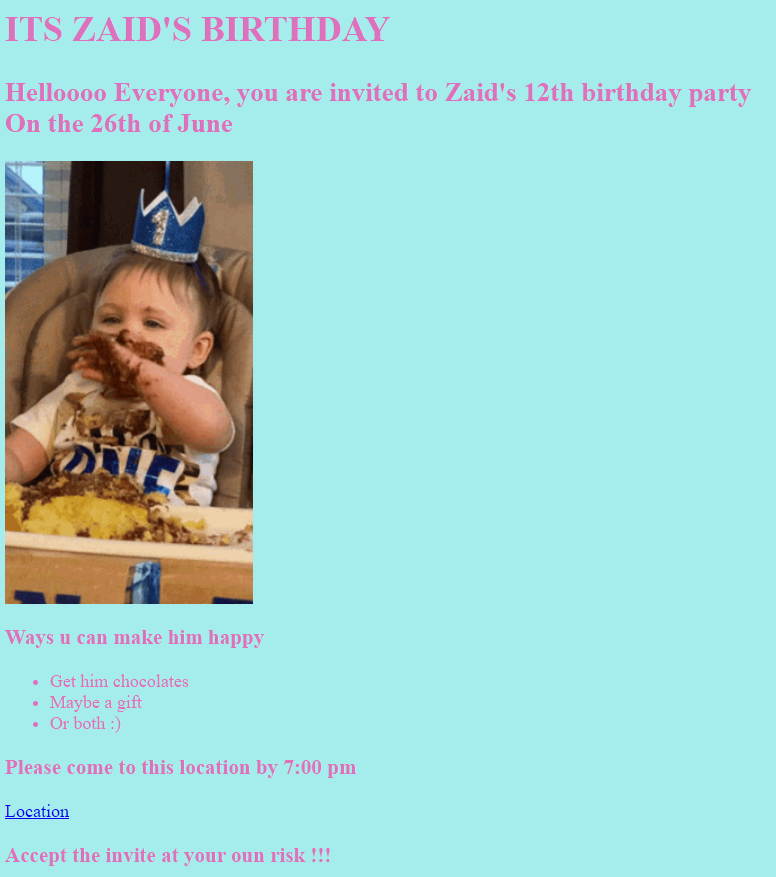 ITS ZAID'S BIRTHDAY
Helloooo Everyone, you are invited to Zaid's 12th birthday party
On the 26th of June
1
ONE
Ways u can make him happy
Get him chocolates
Maybe a gift
Or both :)
Please come to this location by 7:00 pm
Location
Accept the invite at your oun risk !!!